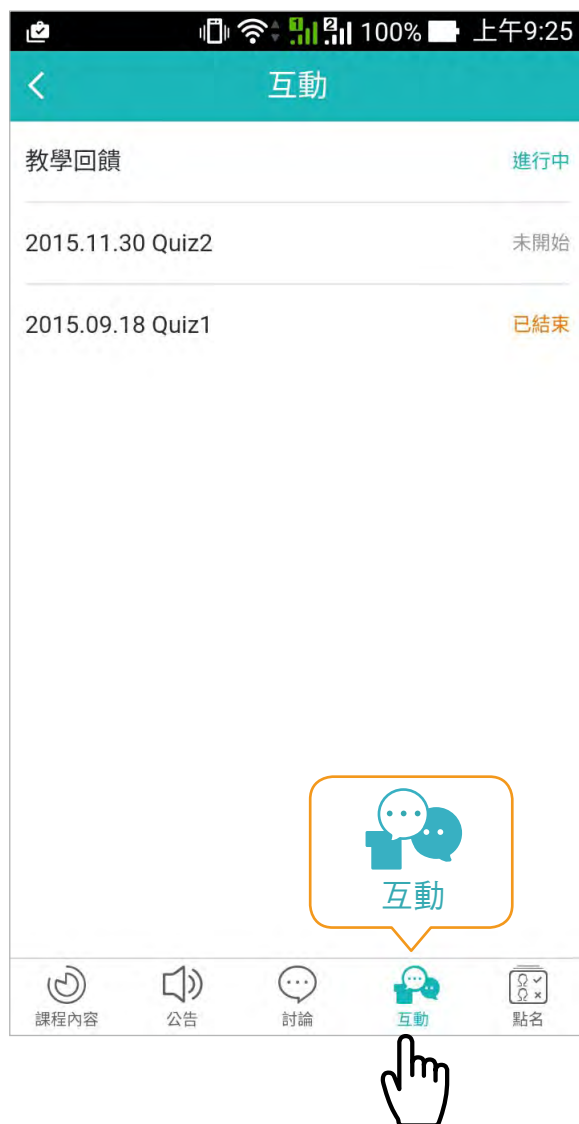 100% 上午9:25
互動
教學回饋 進行中
2015.11.30 Quiz2 未開始
2015.09.18 Quiz1 已結束
互動
課程內容 公告 討論 互動 點名